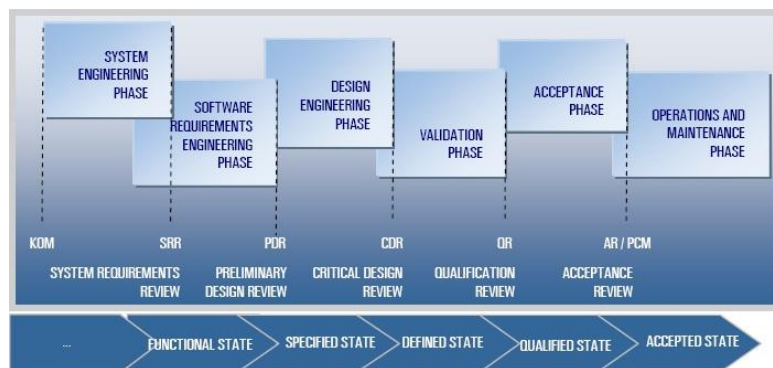 SYSTEM
ENGINEERING
PHASE
SOFTWARE
REQUIREMENTS
ENGINEERING
PHASE
DESIGN
ENGINEERING
PHASE
VALIDATION
PHASE
ACCEPTANCE
PHASE
OPERATIONS AND
MAINTENANCE
PHASE
KOM
SRR
PDR
CDR
QR
AR / PCM
SYSTEM REQUIREMENTS
REVIEW
PRELIMINARY
DESIGN REVIEW
CRITICAL DESIGN
REVIEW
QUALIFICATION
REVIEW
ACCEPTANCE
REVIEW
...
FUNCTIONAL STATE
SPECIFIED STATE
DEFINED STATE
QUALIFIED STATE
ACCEPTED STATE